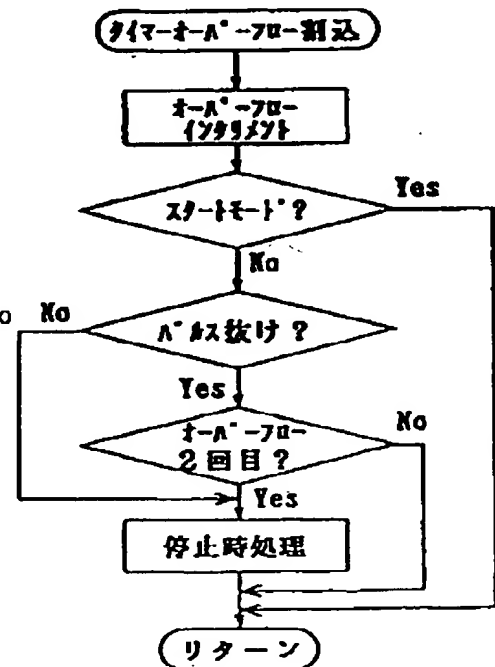 タイマーオーバーフロー割込
オーバーフロー
インクリメント
スタートモード?
Yes
No
o No
パルス抜け?
Yes
オーバーフロー
2回目?
No
Yes
停止時処理
リターン